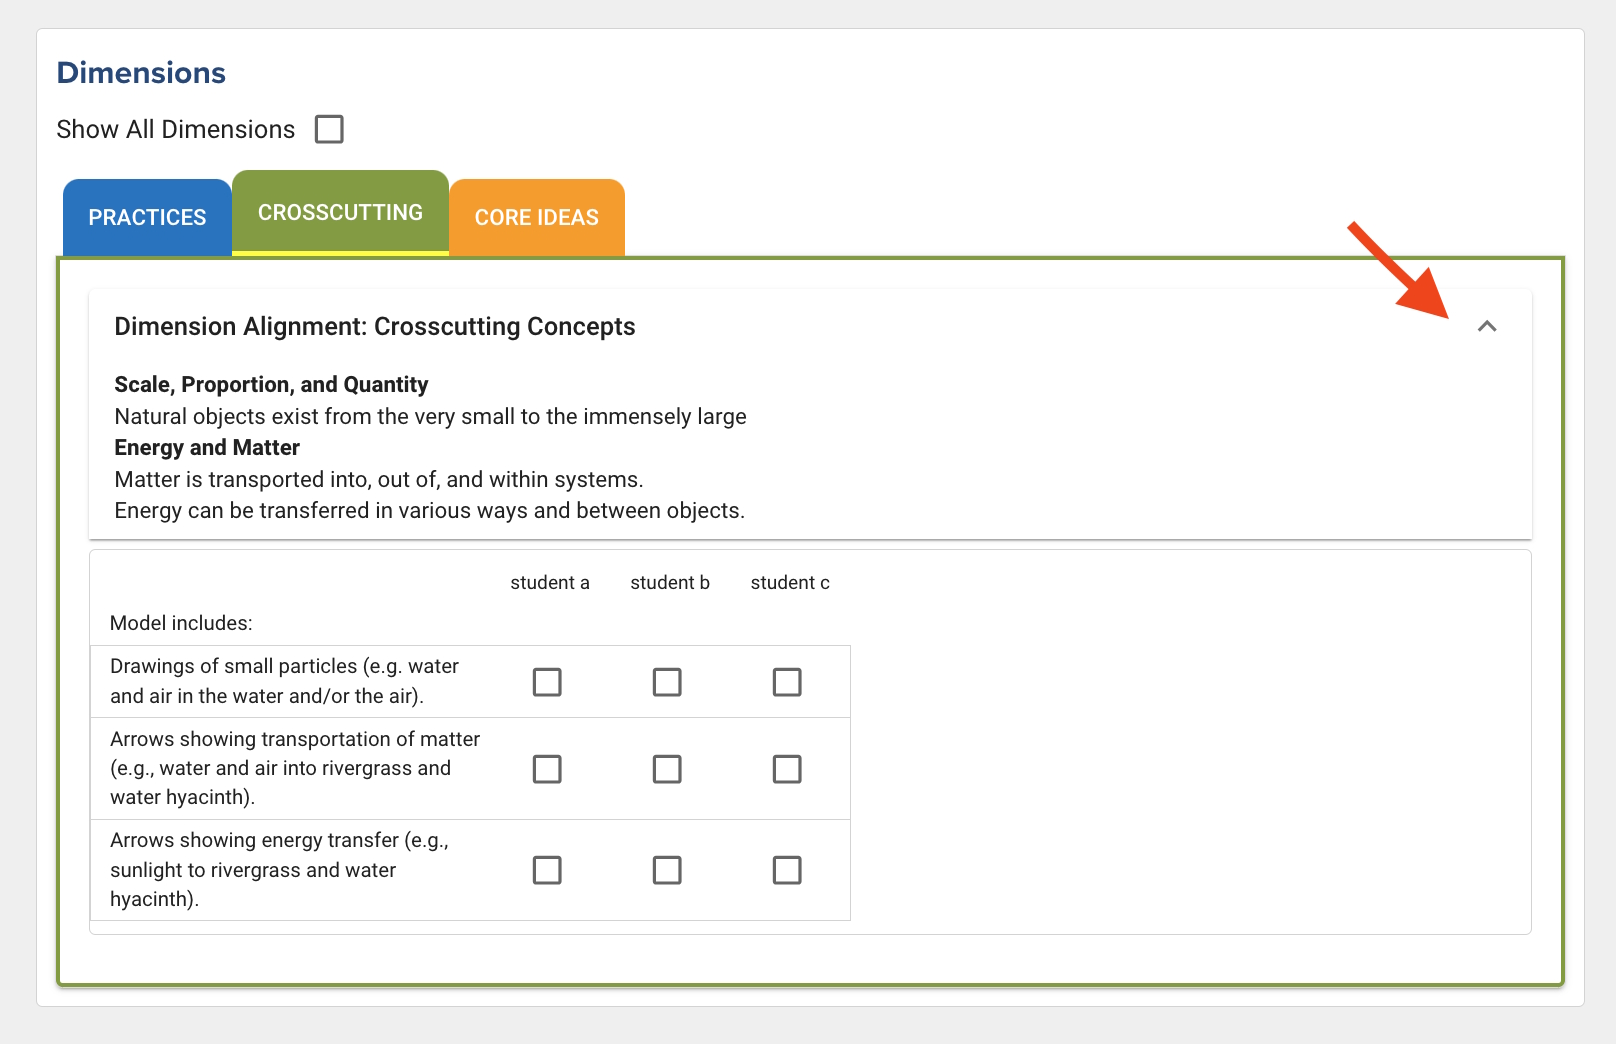 Dimensions
Show All Dimensions
PRACTICES
CROSSCUTTING
CORE IDEAS
Dimension Alignment: Crosscutting Concepts
Scale, Proportion, and Quantity
Natural objects exist from the very small to the immensely large
Energy and Matter
Matter is transported into, out of, and within systems.
Energy can be transferred in various ways and between objects.
student a student b student c
Model includes:
Drawings of small particles (e.g. water
and air in the water and/or the air).
Arrows showing transportation of matter
(e.g., water and air into rivergrass and
water hyacinth).
Arrows showing energy transfer (e.g.,
sunlight to rivergrass and water
hyacinth).